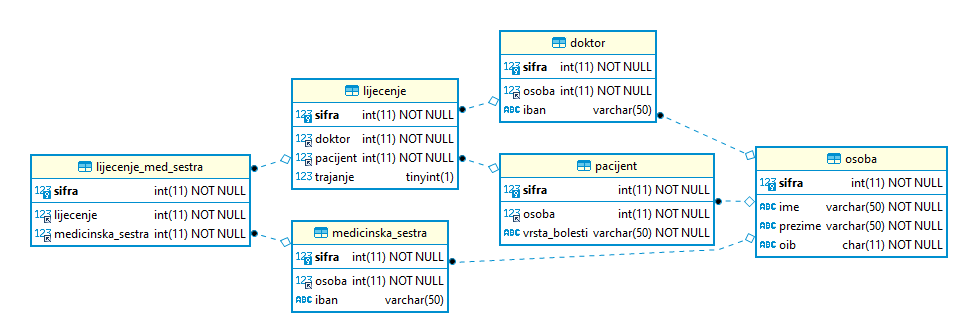 doktor
123 sifra int(11) NOT NULL
123 osoba int(11) NOT NULL
ABC iban varchar(50)
lijecenje
123 sifra int(11) NOT NULL
123 doktor int(11) NOT NULL
123 pacijent int(11) NOT NULL
123 trajanje tinyint(1)
lijecenje_med_sestra
123 sifra int(11) NOT NULL
123 lijecenje int(11) NOT NULL
123 medicinska_sestra int(11) NOT NULL
pacijent
123 sifra int(11) NOT NULL
123 osoba int(11) NOT NULL
ABC vrsta_bolesti varchar(50) NOT NULL
osoba
123 sifra int(11) NOT NULL
ABC ime varchar(50) NOT NULL
ABC prezime varchar(50) NOT NULL
ABC oib char(11) NOT NULL
medicinska_sestra
123 sifra int(11) NOT NULL
123 osoba int(11) NOT NULL
ABC iban varchar(50)